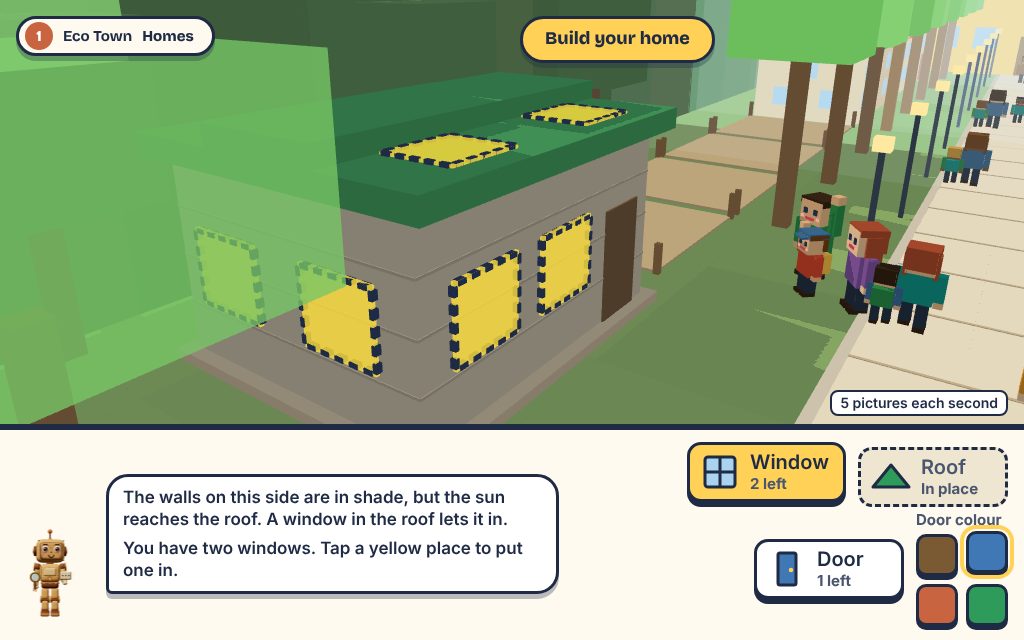 1 Eco Town Homes
Build your home
5 pictures each second
The walls on this side are in shade, but the sun
reaches the roof. A window in the roof lets it in.
You have two windows. Tap a yellow place to put
one in.
Window
2 left
Roof
In place
Door colour
Door
1 left